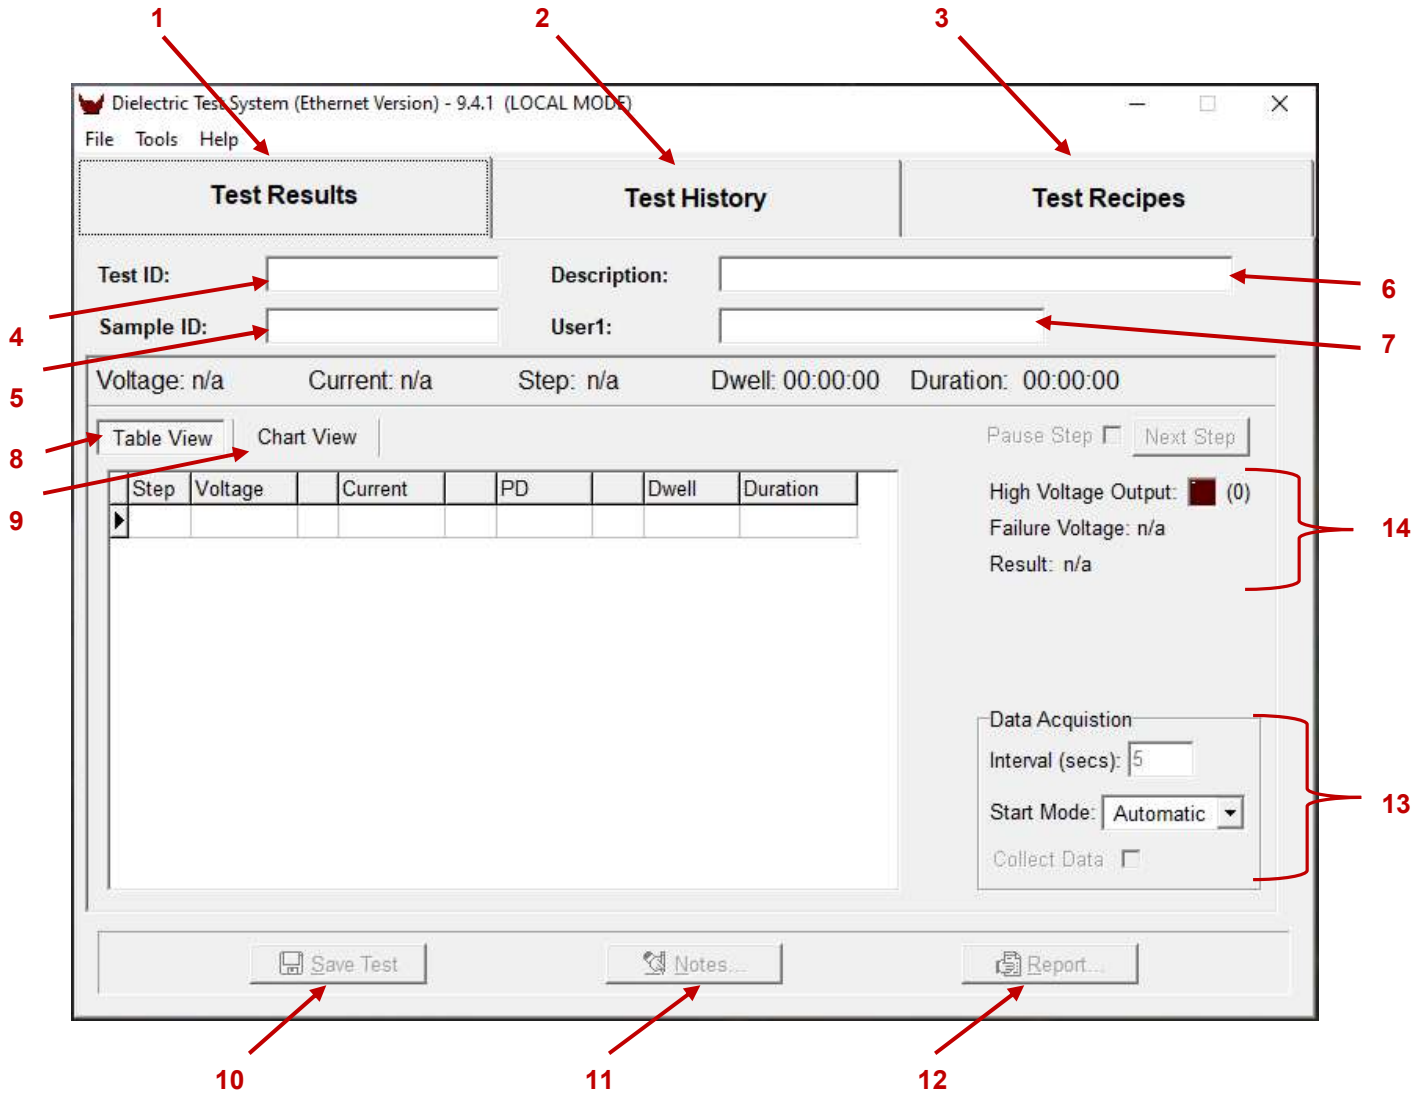 1 2 3
Dielectric Test System (Ethernet Version) - 9.4.1 (LOCAL MODE)
File Tools Help
Test Results Test History Test Recipes
Test ID: Description:
6
4 Sample ID: User1:
7
Voltage: n/a Current: n/a Step: n/a Dwell: 00:00:00 Duration: 00:00:00
5
Table View Chart View Pause Step Next Step
8
Step Voltage Current PD Dwell Duration High Voltage Output: (0)
9 Failure Voltage: n/a 14
Result: n/a
Data Acquistion
Interval (secs): 5
Start Mode: Automatic 13
Collect Data
Save Test Notes... Report...
10 11 12